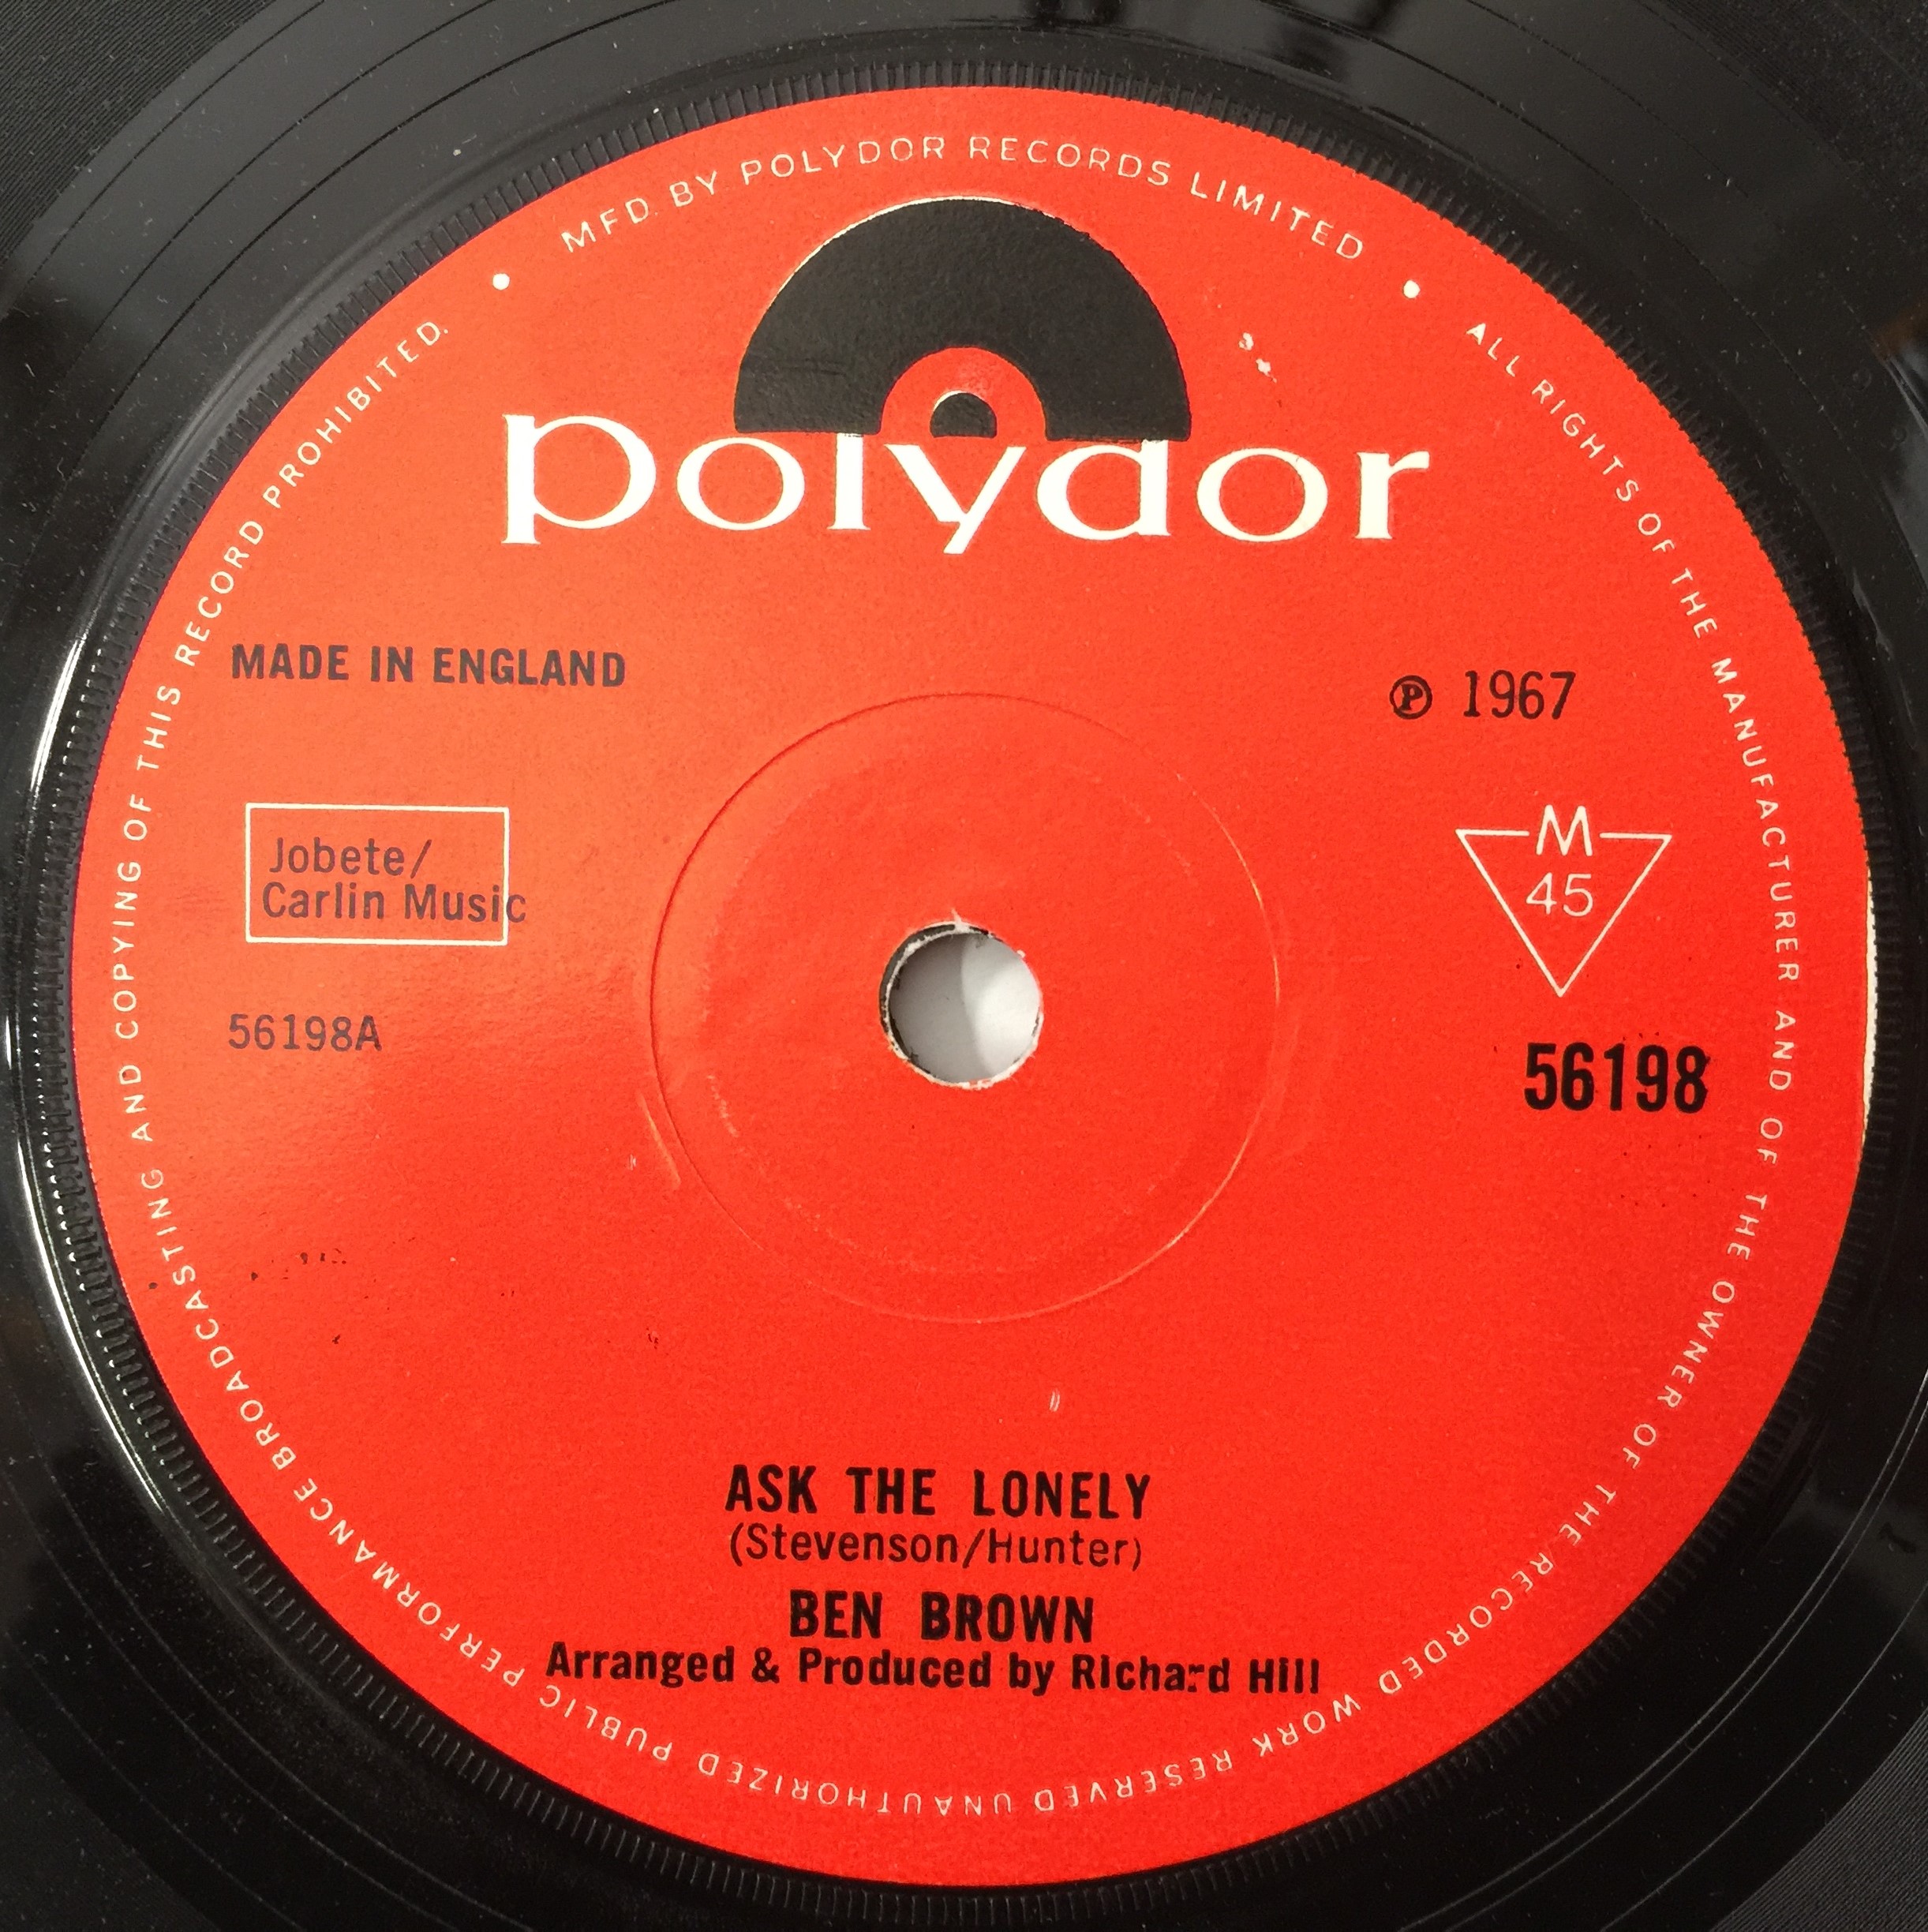 MFD. BY POLYDOR RECORDS LIMITED • ALL RIGHTS OF THE MANUFACTURER AND OF THE OWNER OF THE RECORDED WORK RESERVED UNAUTHORIZED PUBLIC PERFORMANCE BROADCASTING AND COPYING OF THIS RECORD PROHIBITED. •
polydor
MADE IN ENGLAND
℗ 1967
Jobete/
Carlin Music
M
45
56198A
56198
ASK THE LONELY
(Stevenson/Hunter)
BEN BROWN
Arranged & Produced by Richard Hill